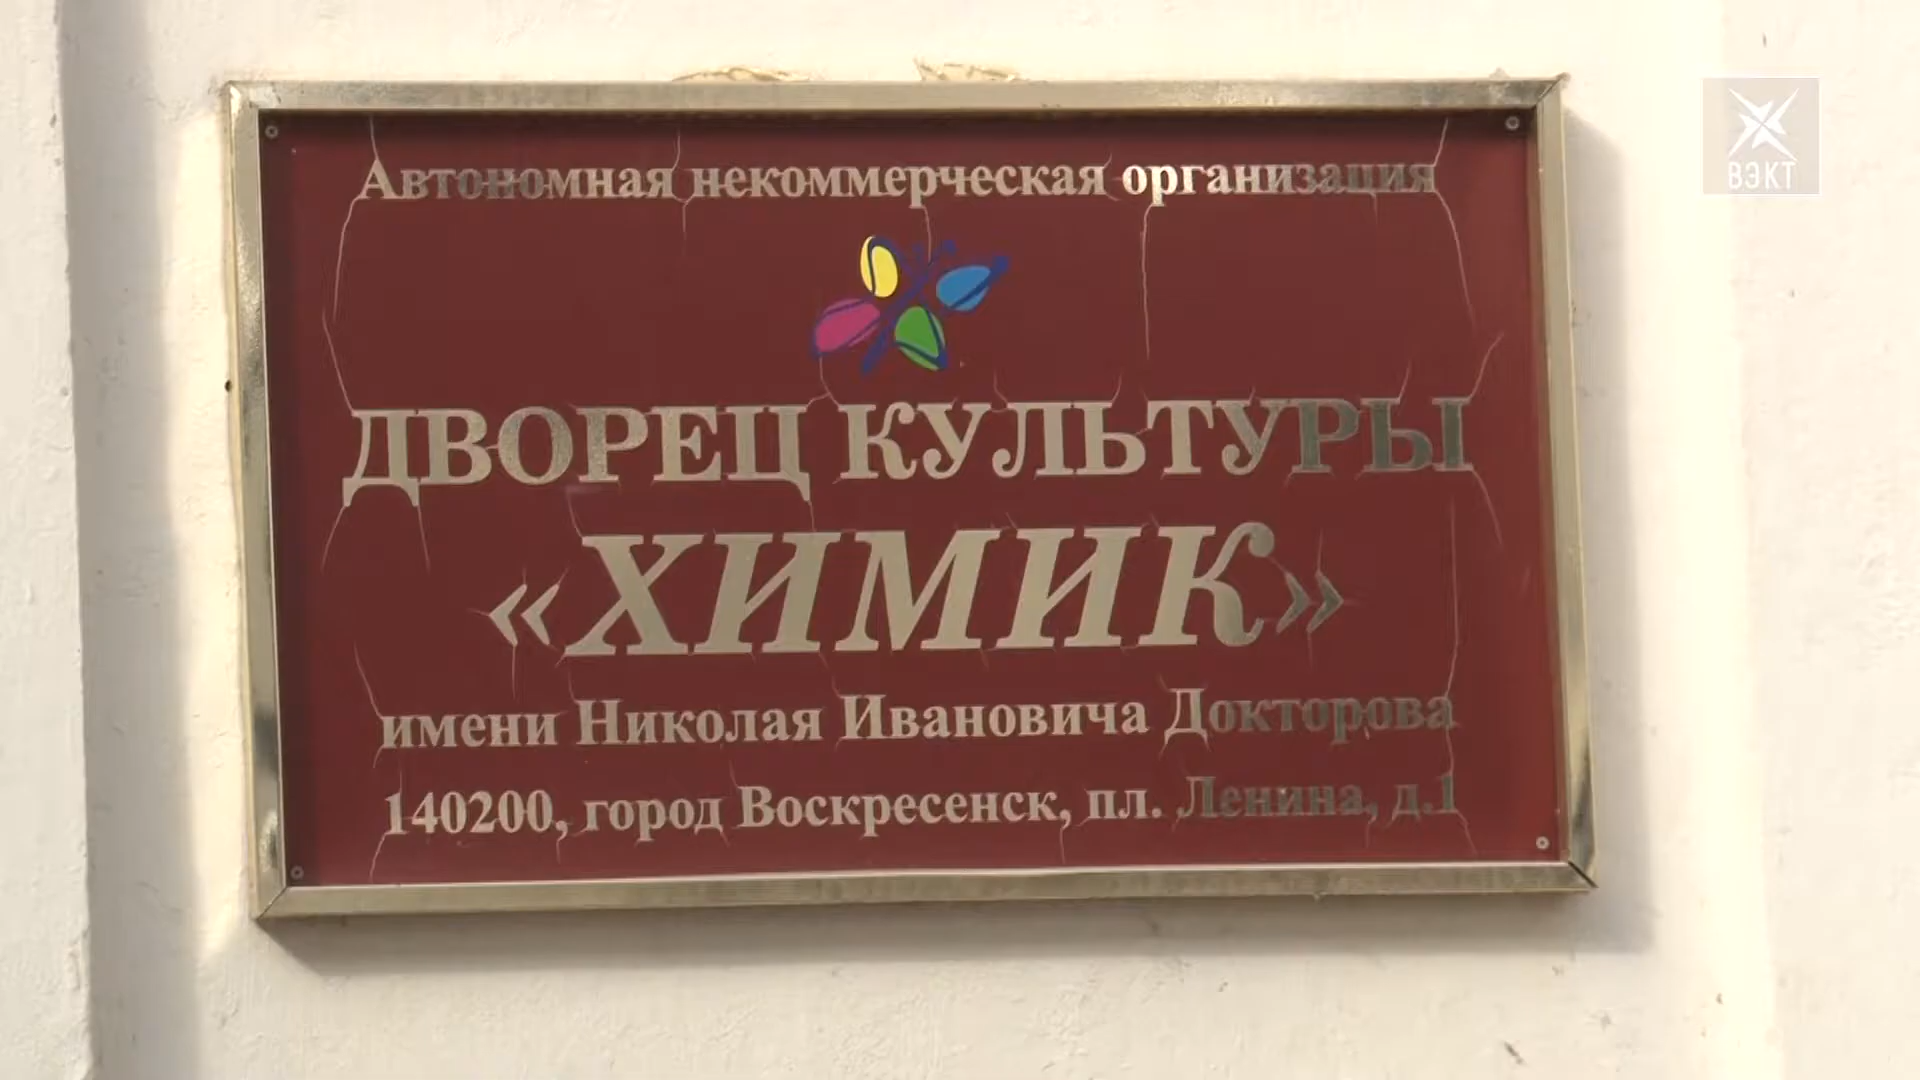 Автономная некоммерческая организация
ВЭКТ
ДВОРЕЦ КУЛЬТУРЫ
«ХИМИК»
имени Николая Ивановича Докторова
140200, город Воскресенск, пл. Ленина, д.1